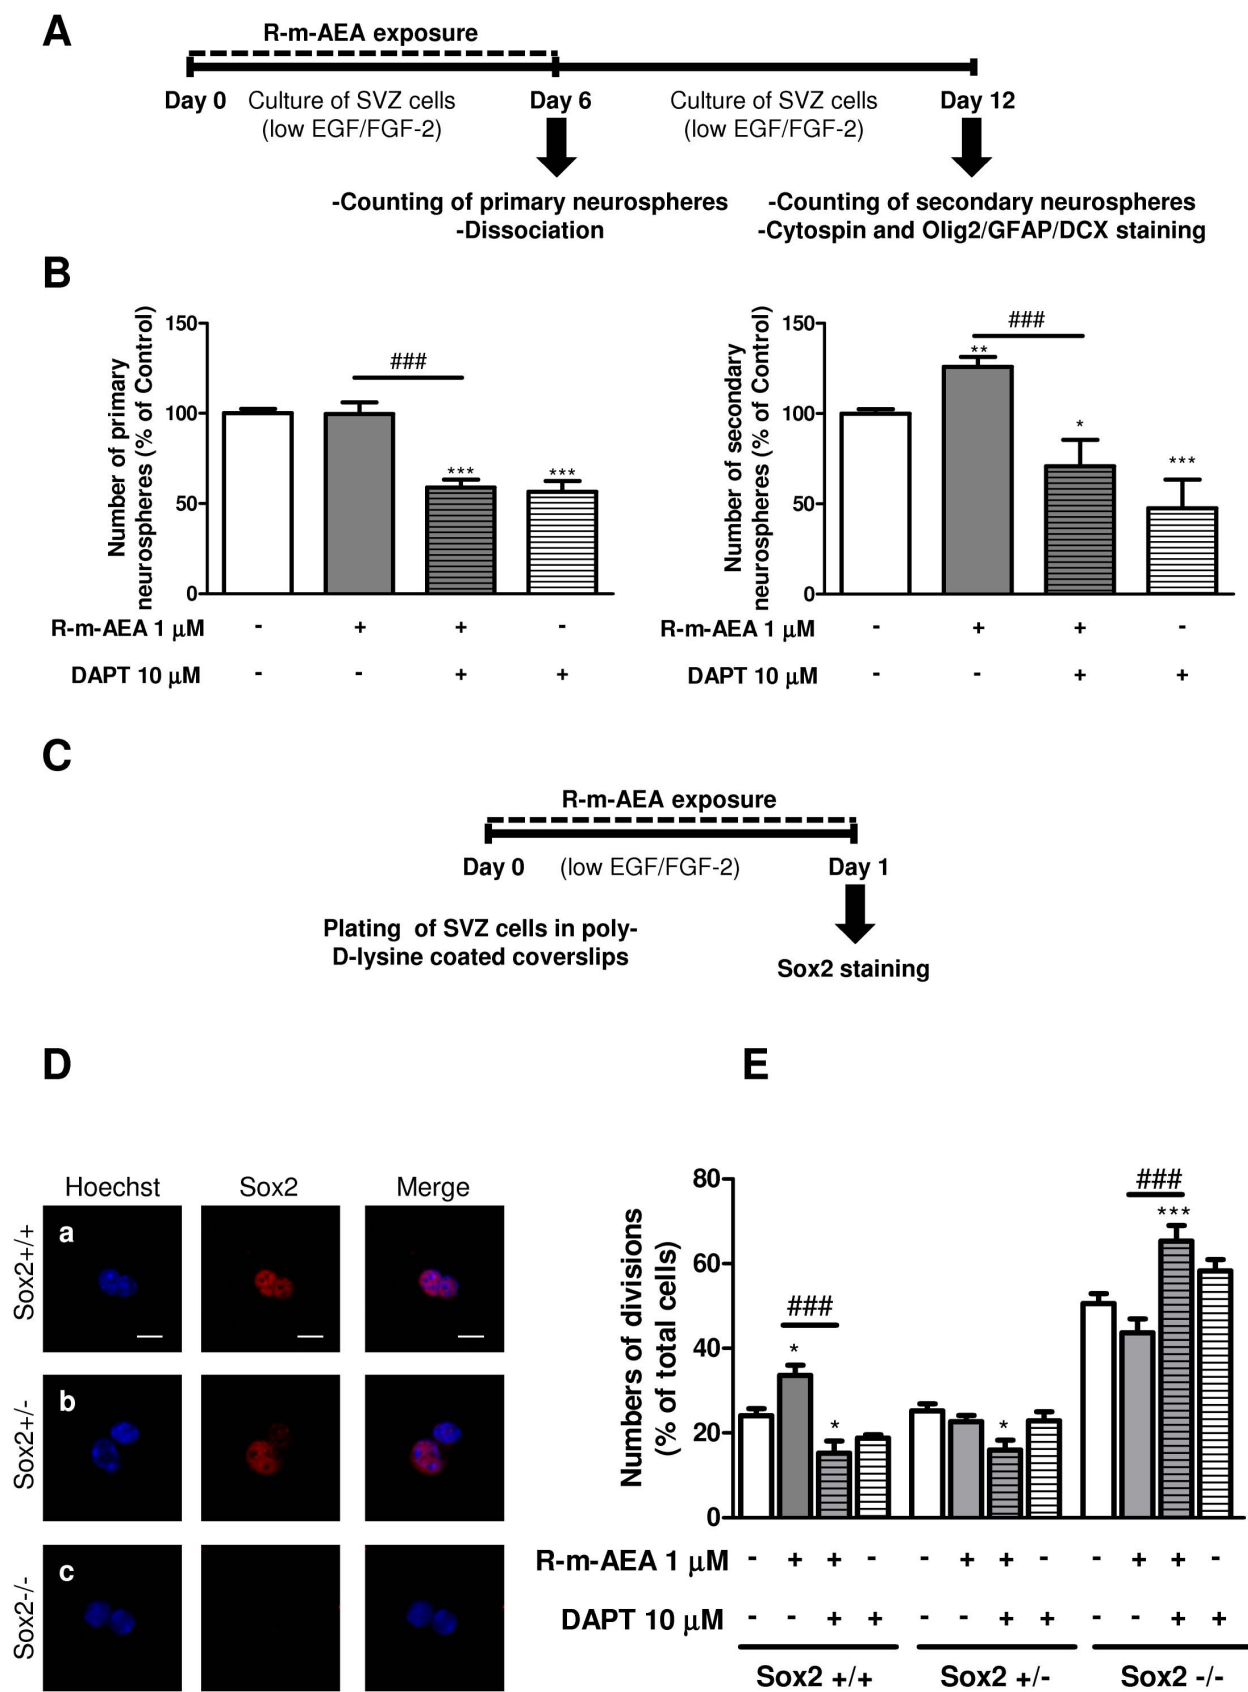 A
R-m-AEA exposure
Day 0 Culture of SVZ cells Day 6 Culture of SVZ cells Day 12
(low EGF/FGF-2) (low EGF/FGF-2)
-Counting of primary neurospheres -Counting of secondary neurospheres
-Dissociation -Cytospin and Olig2/GFAP/DCX staining
B
Number of primary
neurospheres (% of Control)
150
100
50
0
###
*** ***
R-m-AEA 1 μM - + + -
DAPT 10 μM - - + +
Number of secondary
neurospheres (% of Control)
150
100
50
0
###
**
*
***
R-m-AEA 1 μM - + + -
DAPT 10 μM - - + +
C
R-m-AEA exposure
Day 0 (low EGF/FGF-2) Day 1
Plating of SVZ cells in poly-
D-lysine coated coverslips
Sox2 staining
D
Hoechst Sox2 Merge
Sox2+/+
a
Sox2+/-
b
Sox2-/-
c
E
Numbers of divisions
(% of total cells)
80
60
40
20
0
###
*
*
*
###
***
R-m-AEA 1 μM - + + - - + + - - + + -
DAPT 10 μM - - + + - - + + - - + +
Sox2 +/+ Sox2 +/- Sox2 -/-